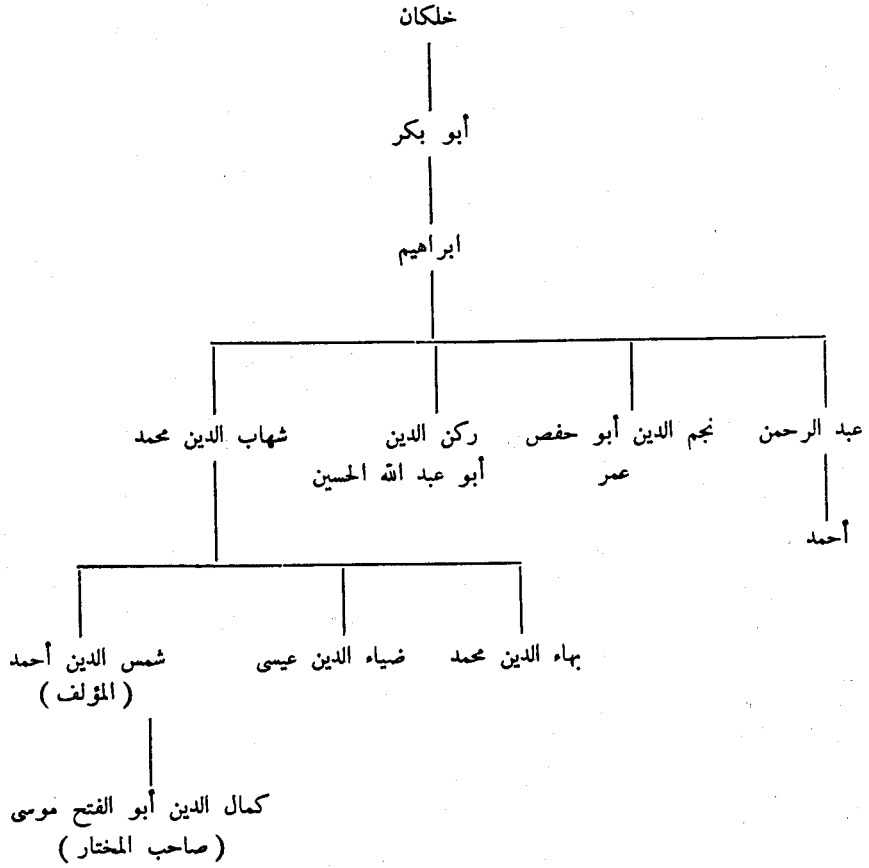 خلكان
أبو بكر
ابراهيم
عبد الرحمن
نجم الدين أبو حفص
عمر
ركن الدين
أبو عبد الله الحسين
شهاب الدين محمد
أحمد
بهاء الدين محمد
ضياء الدين عيسى
شمس الدين أحمد
( المؤلف )
كمال الدين أبو الفتح موسى
( صاحب المختار )